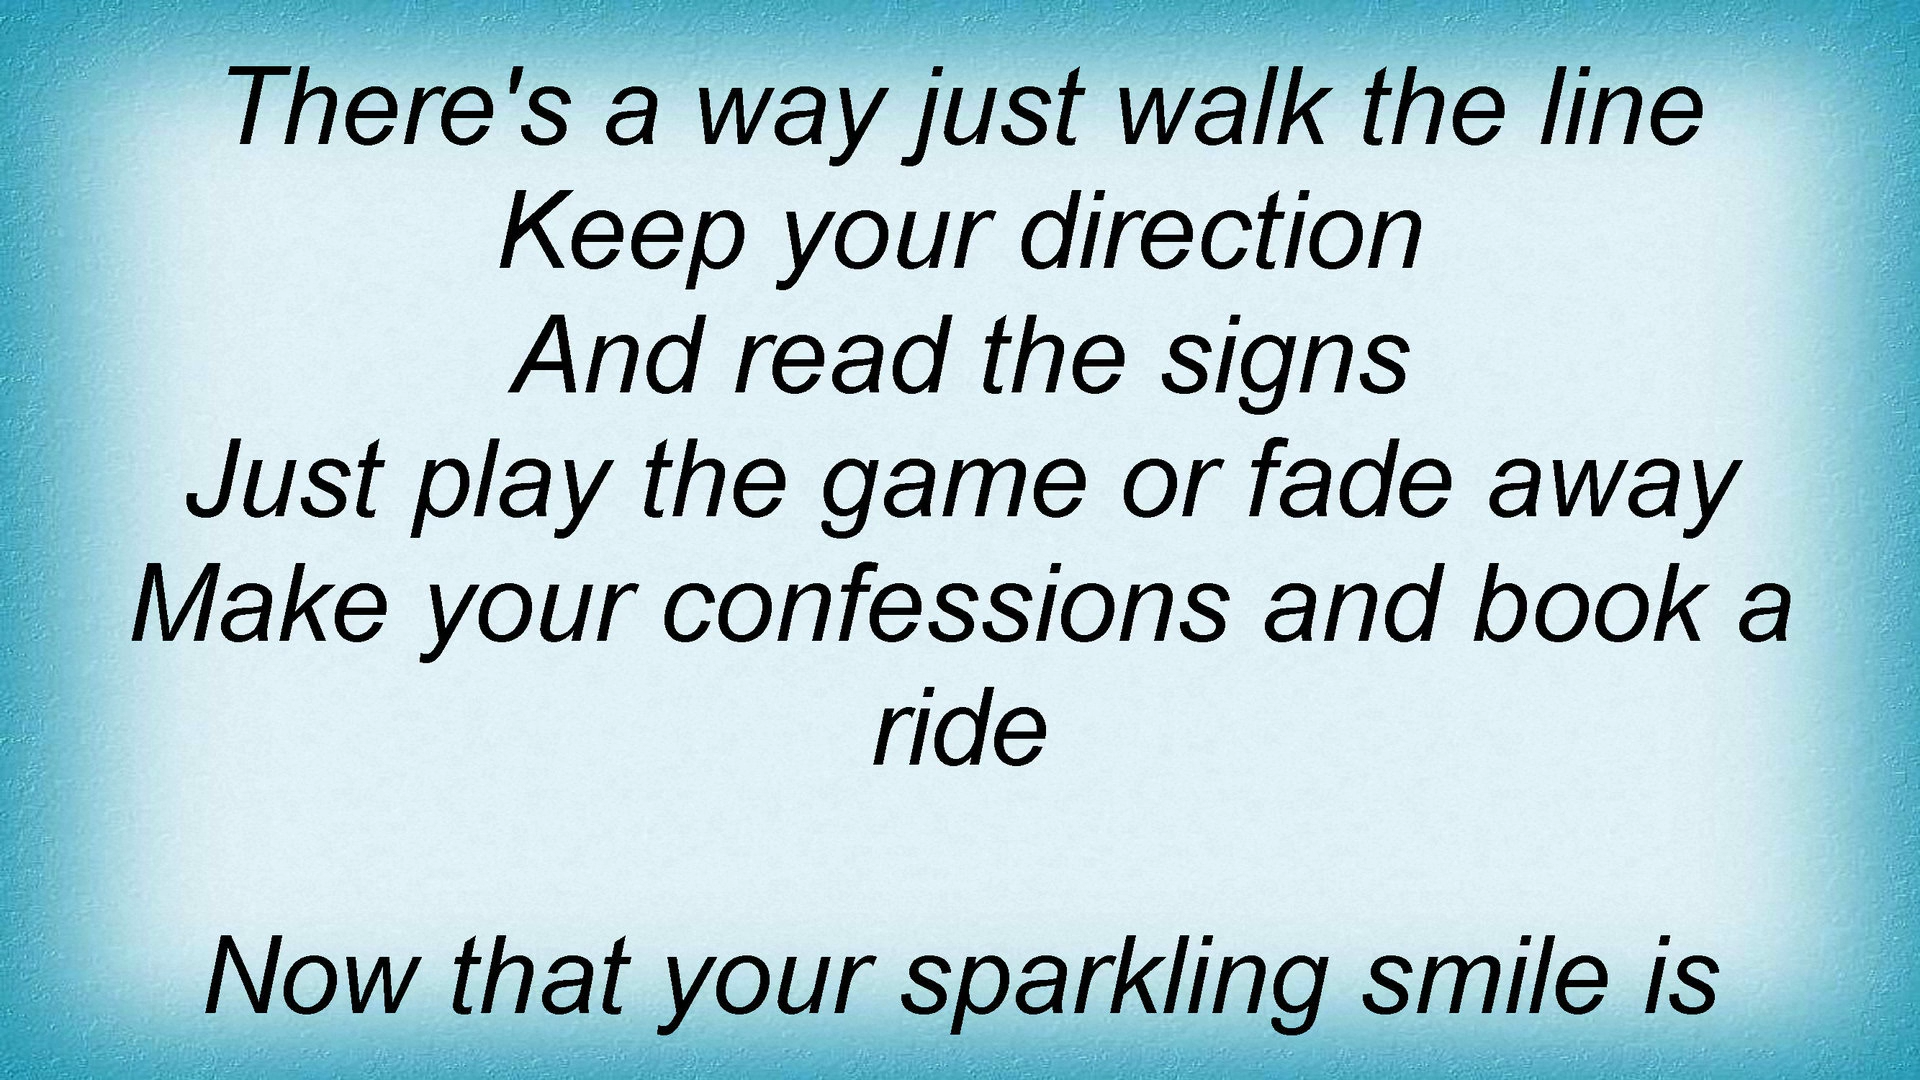 There's a way just walk the line
Keep your direction
And read the signs
Just play the game or fade away
Make your confessions and book a
ride
Now that your sparkling smile is